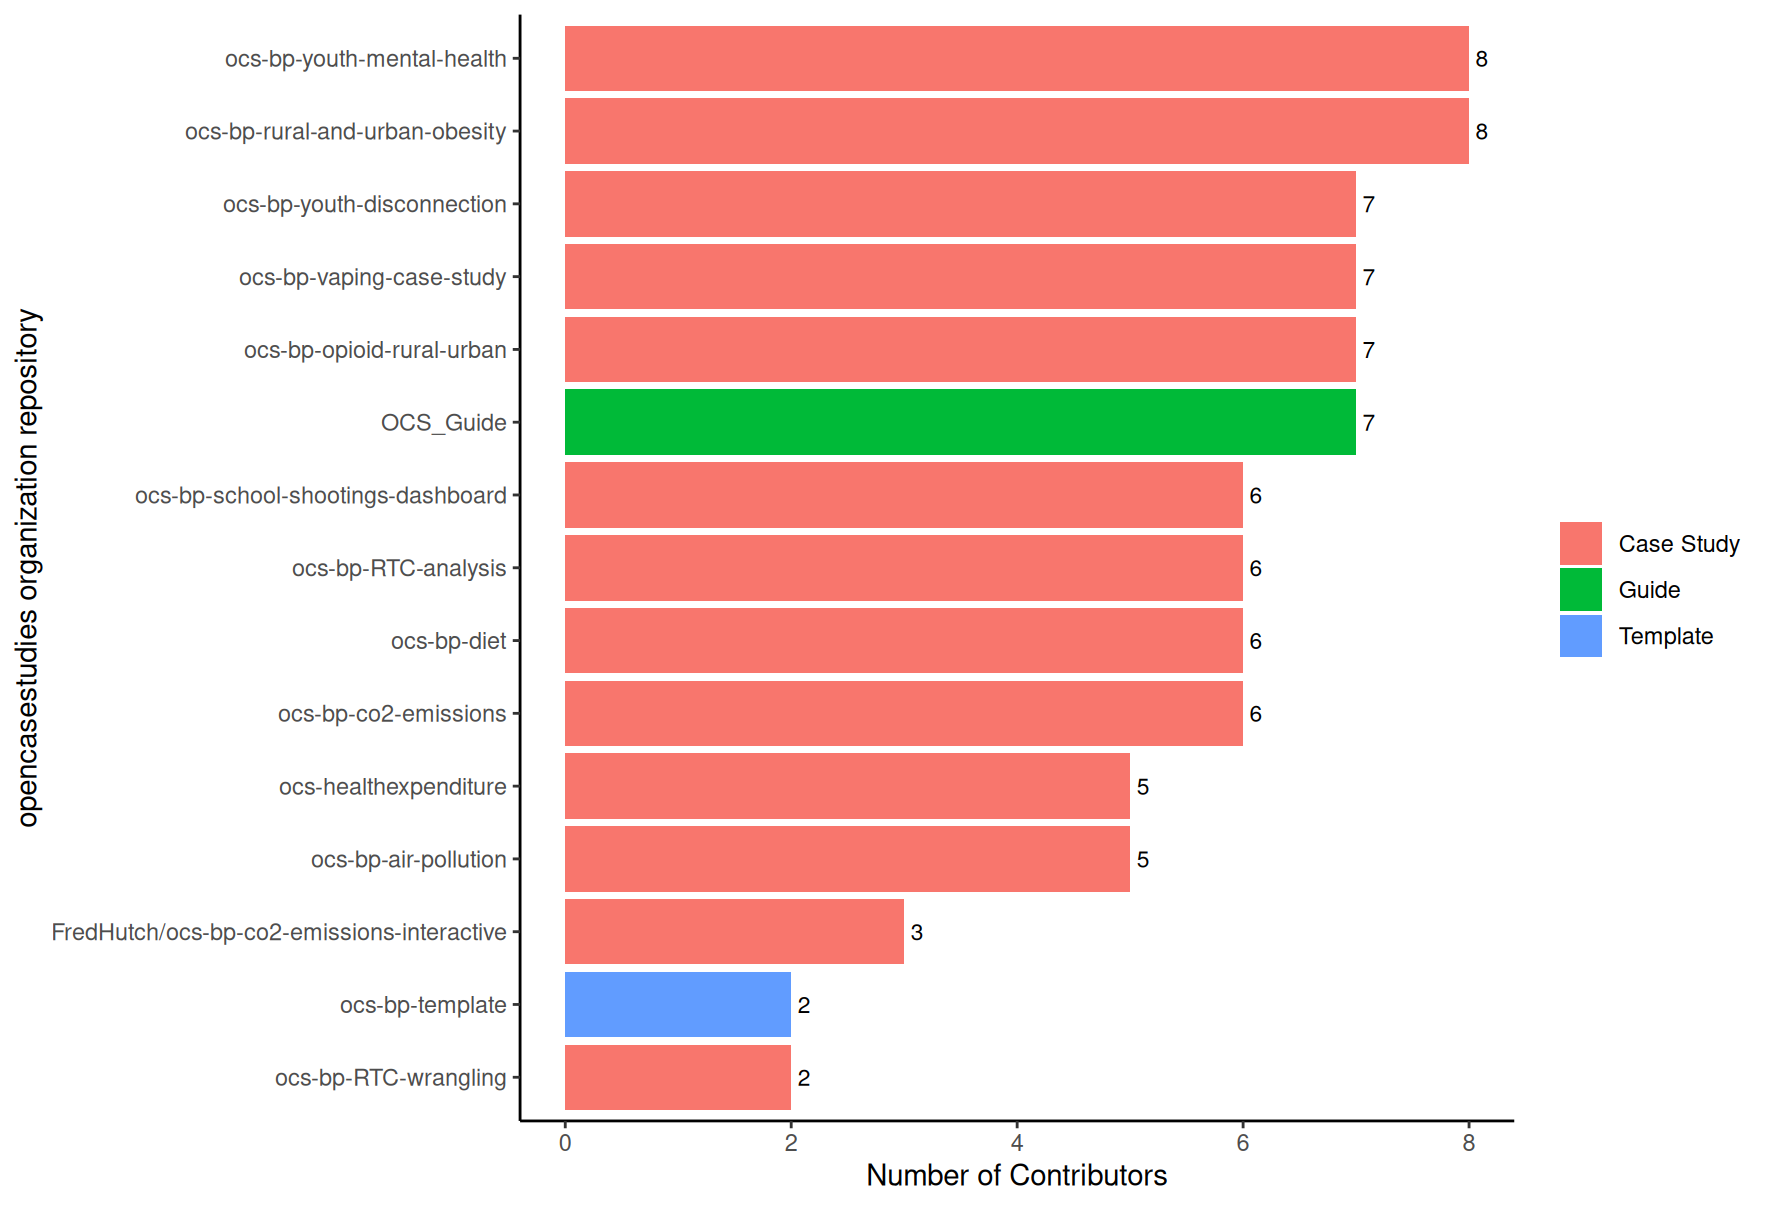 opencasestudies organization repository
ocs-bp-youth-mental-health 8
ocs-bp-rural-and-urban-obesity 8
ocs-bp-youth-disconnection 7
ocs-bp-vaping-case-study 7
ocs-bp-opioid-rural-urban 7
OCS_Guide 7
ocs-bp-school-shootings-dashboard 6
ocs-bp-RTC-analysis 6
ocs-bp-diet 6
ocs-bp-co2-emissions 6
ocs-healthexpenditure 5
ocs-bp-air-pollution 5
FredHutch/ocs-bp-co2-emissions-interactive 3
ocs-bp-template 2
ocs-bp-RTC-wrangling 2
0 2 4 6 8
Number of Contributors
Case Study
Guide
Template